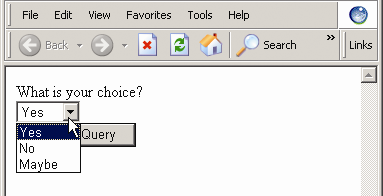 File Edit View Favorites Tools Help
Back Search » Links
What is your choice?
Yes
Yes
No
Maybe
Query